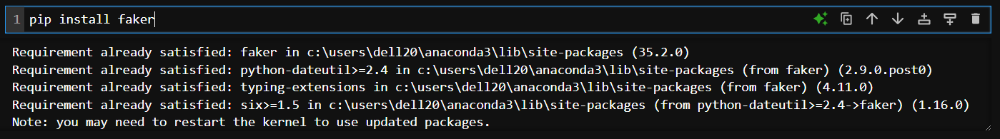 1 pip install faker
Requirement already satisfied: faker in c:\users\dell20\anaconda3\lib\site-packages (35.2.0)
Requirement already satisfied: python-dateutil>=2.4 in c:\users\dell20\anaconda3\lib\site-packages (from faker) (2.9.0.post0)
Requirement already satisfied: typing-extensions in c:\users\dell20\anaconda3\lib\site-packages (from faker) (4.11.0)
Requirement already satisfied: six>=1.5 in c:\users\dell20\anaconda3\lib\site-packages (from python-dateutil>=2.4->faker) (1.16.0)
Note: you may need to restart the kernel to use updated packages.